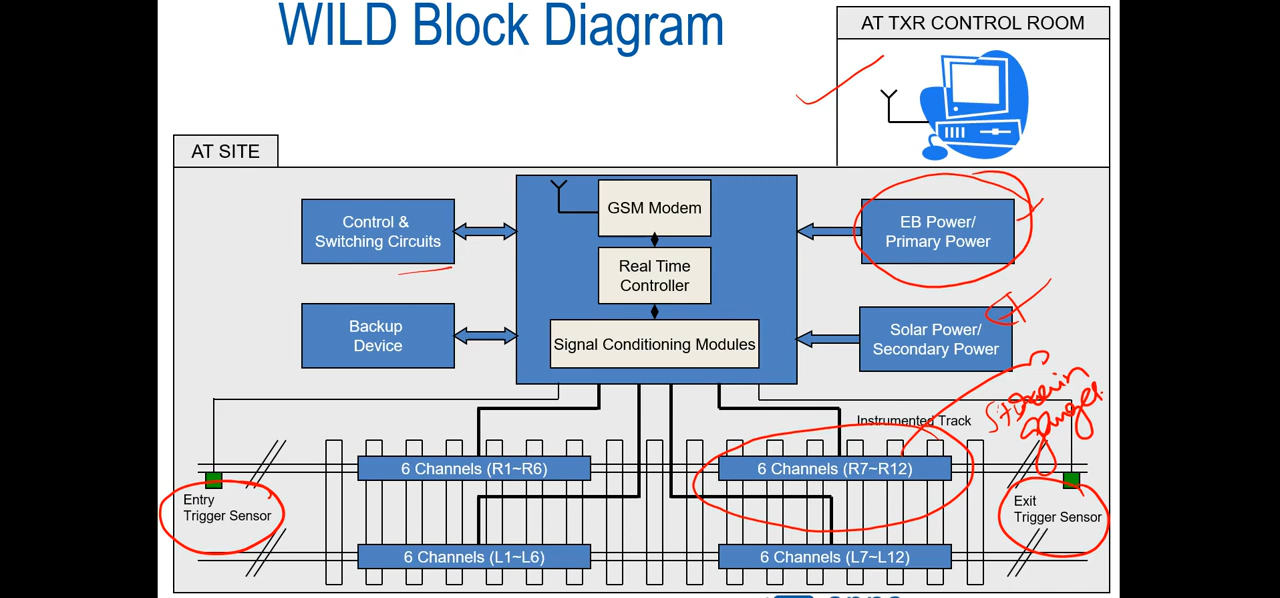 WILD Block Diagram
AT TXR CONTROL ROOM
AT SITE
GSM Modem
Control &
Switching Circuits
EB Power/
Primary Power
Real Time
Controller
Backup
Device
Signal Conditioning Modules
Solar Power/
Secondary Power
Strain
Instrumented Track
6 Channels (R1~R6)
6 Channels (R7~R12)
Entry
Trigger Sensor
Exit
Trigger Sensor
6 Channels (L1~L6)
6 Channels (L7~L12)